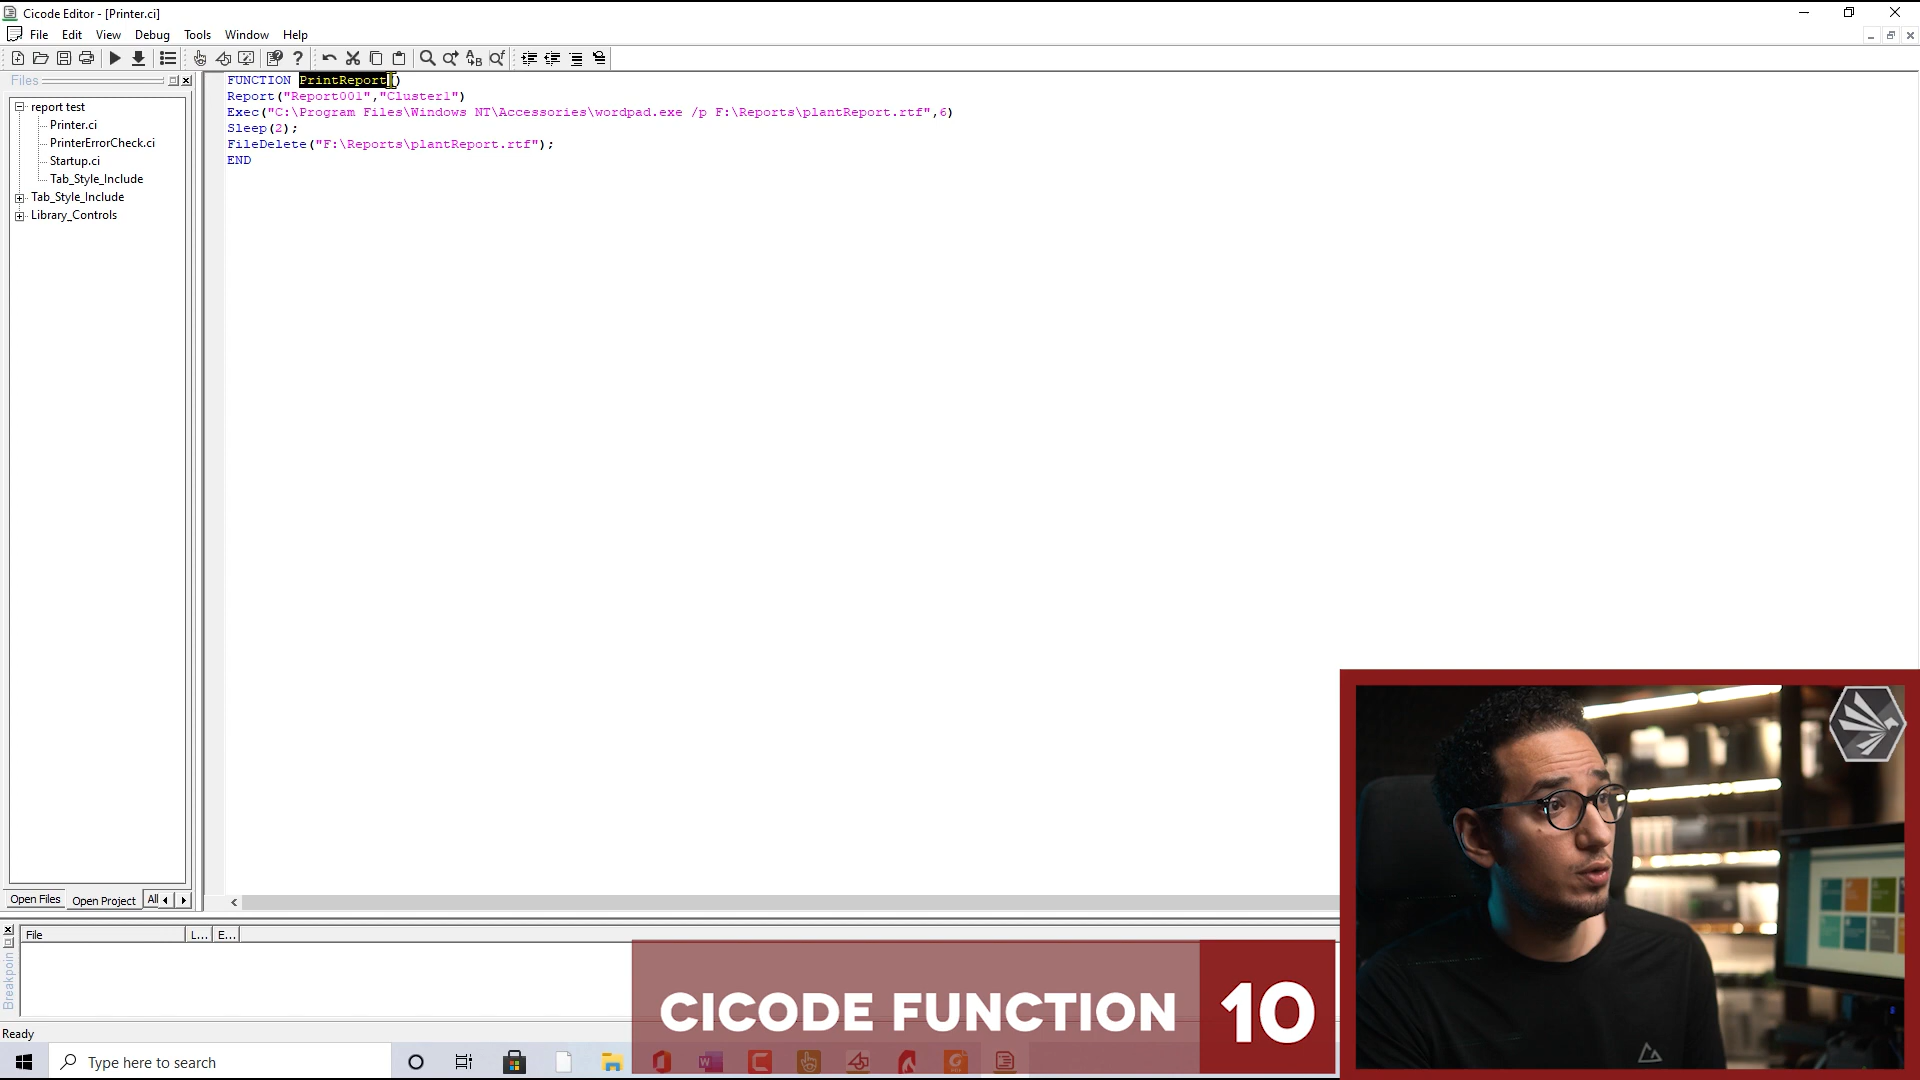 Cicode Editor - [Printer.ci]
File Edit View Debug Tools Window Help
Files
report test
Printer.ci
PrinterErrorCheck.ci
Startup.ci
Tab_Style_Include
Tab_Style_Include
Library_Controls
FUNCTION PrintReport()
Report("Report001","Cluster1")
Exec("C:\Program Files\Windows NT\Accessories\wordpad.exe /p F:\Reports\plantReport.rtf",6)
Sleep(2);
FileDelete("F:\Reports\plantReport.rtf");
END
Open Files Open Project All
File L... E...
Breakpoin
CICODE FUNCTION 10
Ready
Type here to search